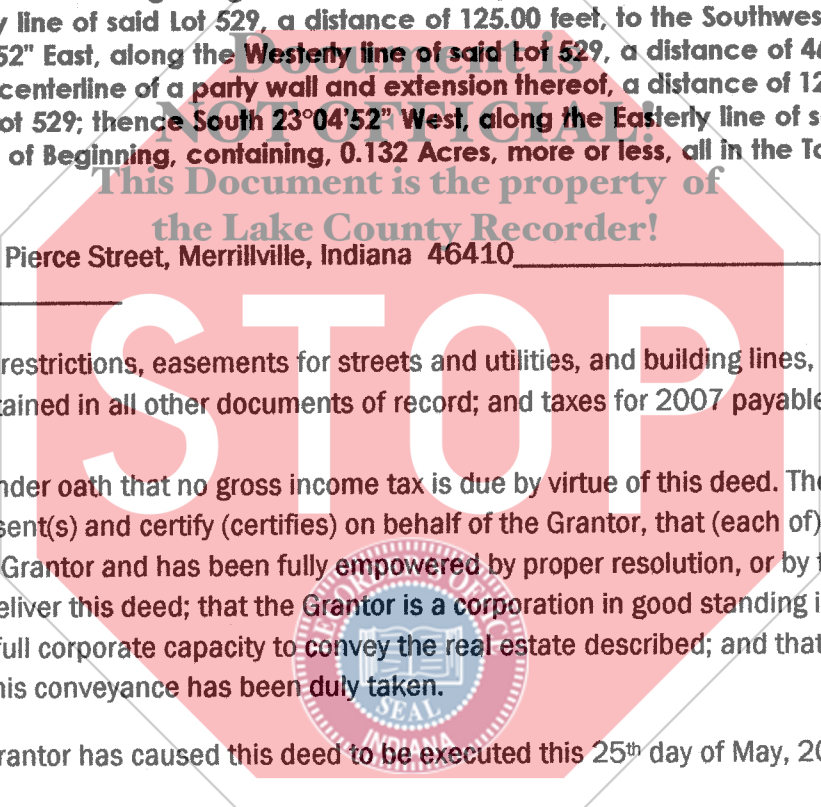 y line of said Lot 529, a distance of 125.00 feet, to the Southwes
52" East, along the Westerly line of said Lot 529, a distance of 4
centerline of a party wall and extension thereof, a distance of 12
ot 529; thence South 23°04'52" West, along the Easterly line of s
of Beginning, containing, 0.132 Acres, more or less, all in the To
Document is
NOT OFFICIAL!
This Document is the property of
the Lake County Recorder!
Pierce Street, Merrillville, Indiana 46410
STOP
restrictions, easements for streets and utilities, and building lines,
tained in all other documents of record; and taxes for 2007 payable
nder oath that no gross income tax is due by virtue of this deed. The
sent(s) and certify (certifies) on behalf of the Grantor, that (each of)
Grantor and has been fully empowered by proper resolution, or by t
eliver this deed; that the Grantor is a corporation in good standing i
full corporate capacity to convey the real estate described; and that
his conveyance has been duly taken.
SEAL
INDIANA
rantor has caused this deed to be executed this 25th day of May, 20